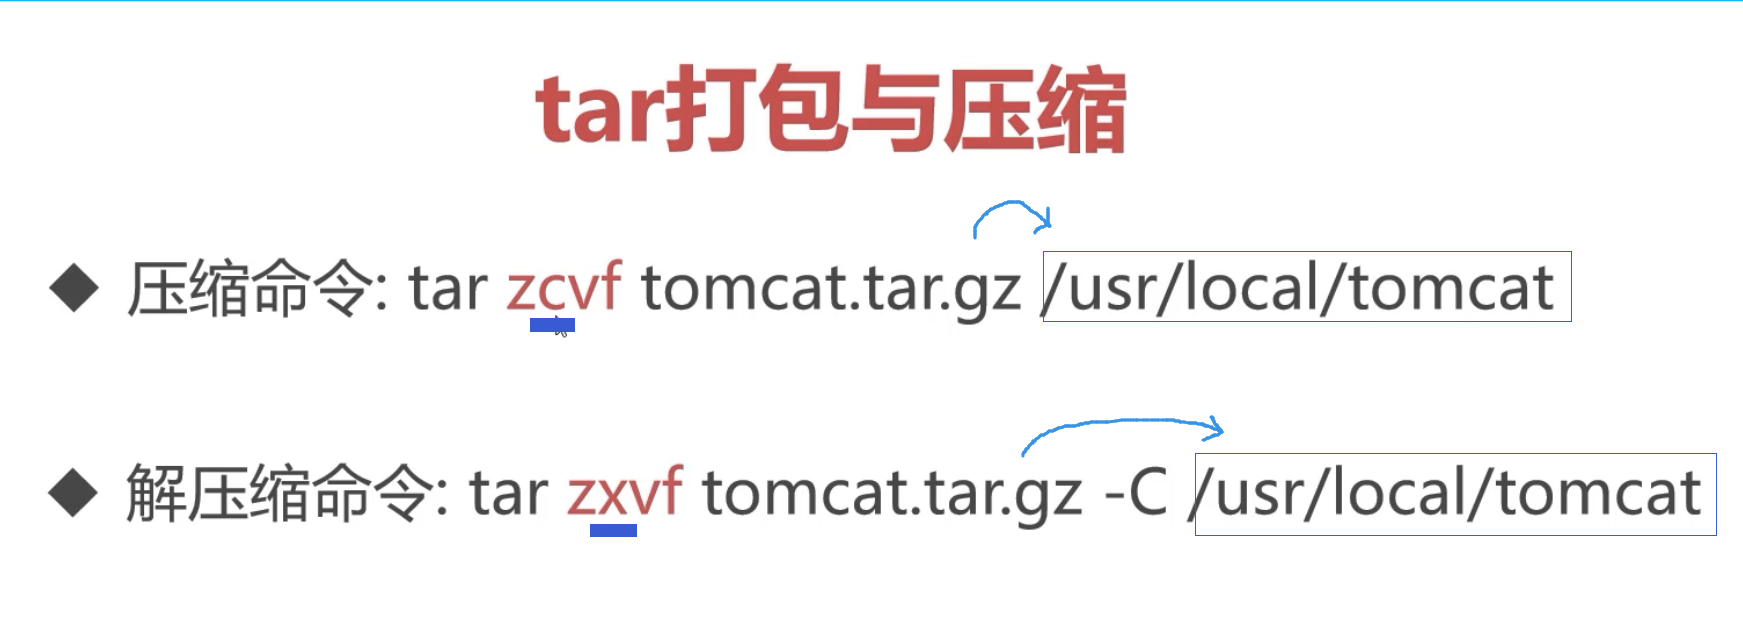 tar打包与压缩
◆ 压缩命令: tar zcvf tomcat.tar.gz /usr/local/tomcat
◆ 解压缩命令: tar zxvf tomcat.tar.gz -C /usr/local/tomcat